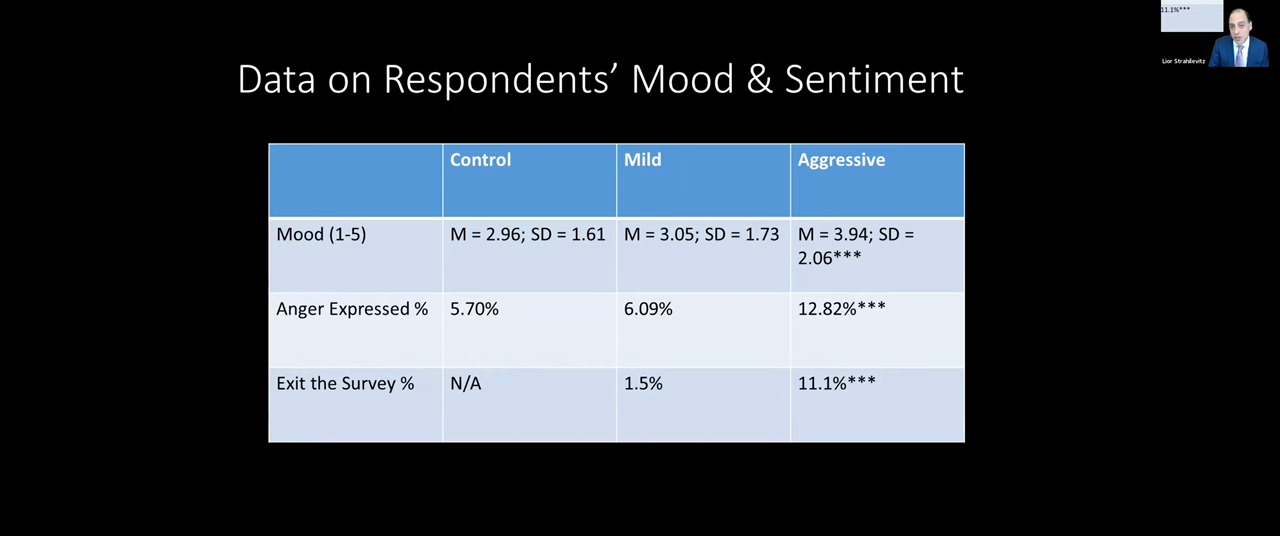 11.1%***
Lior Strahilevitz
Data on Respondents’ Mood & Sentiment
Control
Mild
Aggressive
Mood (1-5)
M = 2.96; SD = 1.61
M = 3.05; SD = 1.73
M = 3.94; SD =
2.06***
Anger Expressed %
5.70%
6.09%
12.82%***
Exit the Survey %
N/A
1.5%
11.1%***